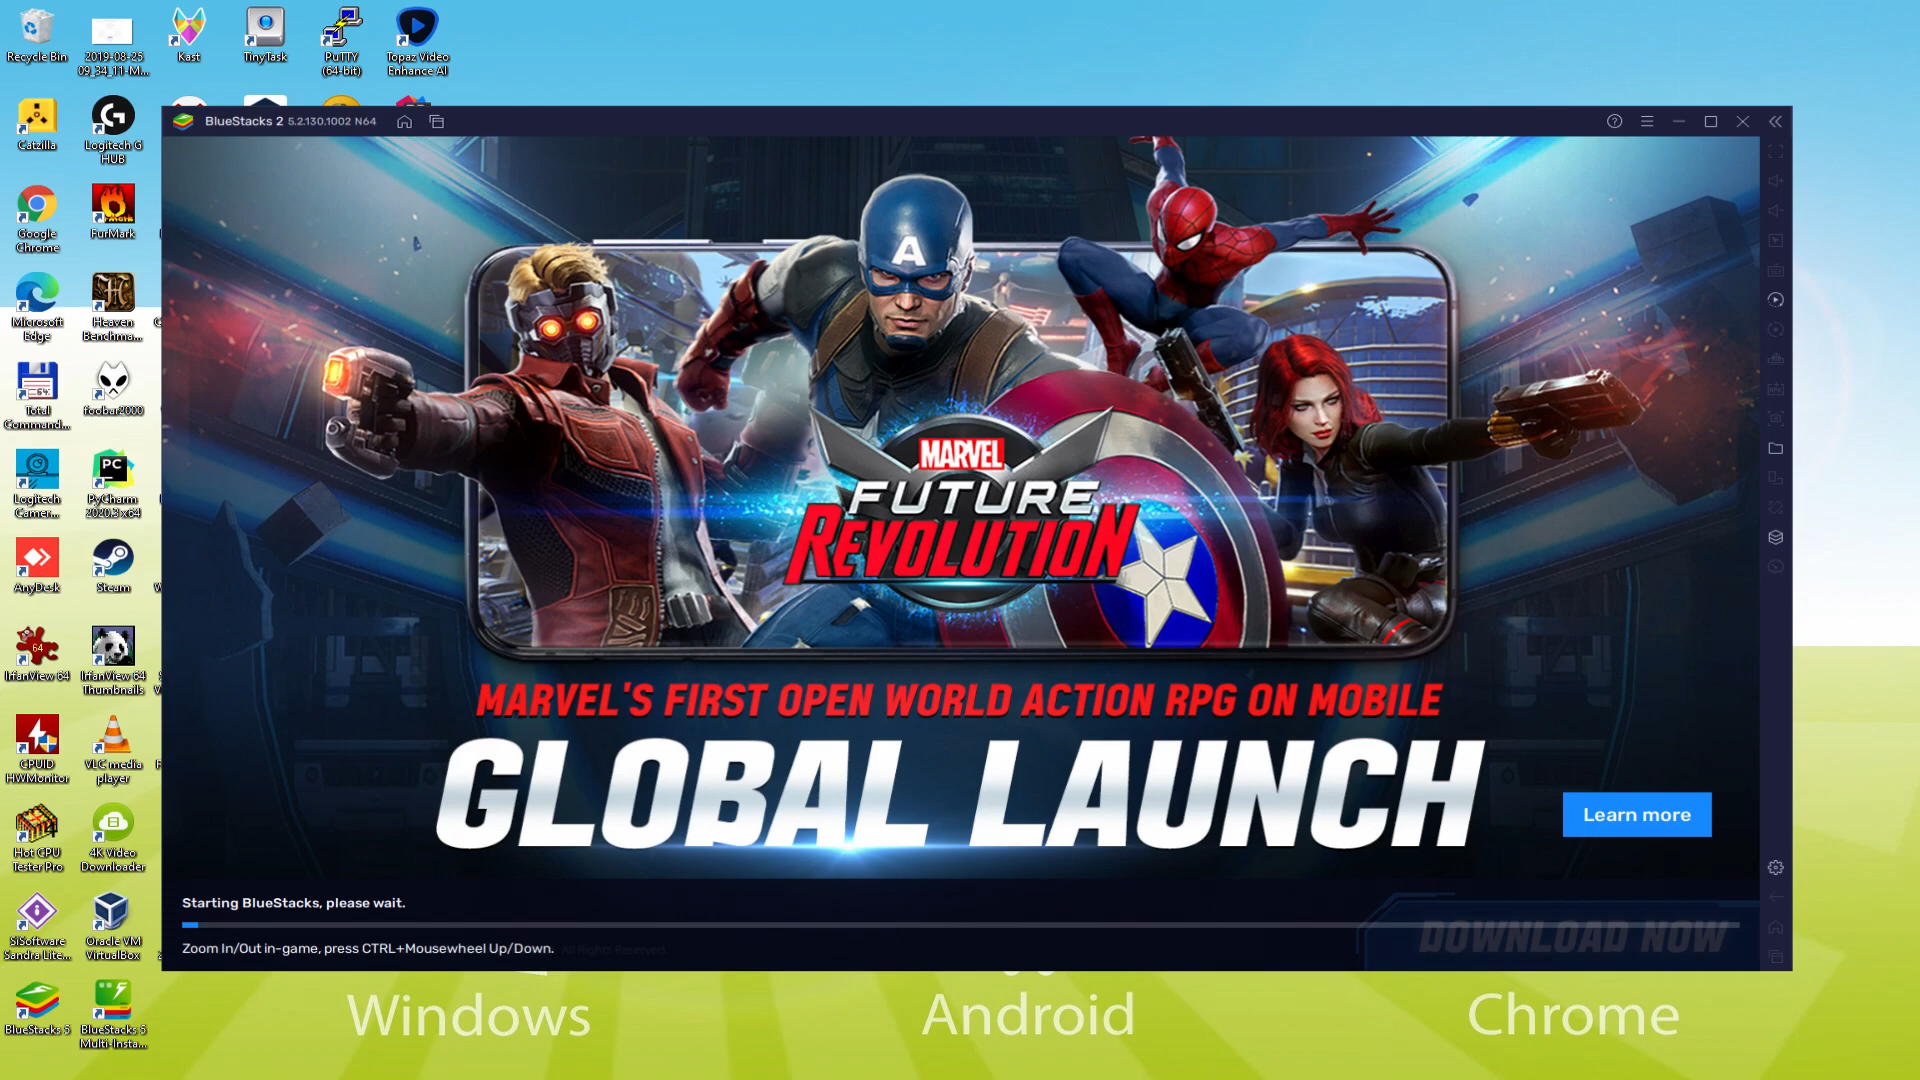 Recycle Bin
2019-08-25
09_34_11-M...
Kast
TinyTask
PuTTY
(64-bit)
Topaz Video
Enhance AI
Catzilla
Logitech G
HUB
Google
Chrome
FurMark
Microsoft
Edge
Heaven
Benchma...
Total
Command...
foobar2000
Logitech
Camer...
PC
PyCharm
2020.3 x64
AnyDesk
Steam
64
IrfanView 64
IrfanView 64
Thumbnails
CPUID
HWMonitor
VLC media
player
Hot CPU
Tester Pro
4K Video
Downloader
SiSoftware
Sandra Lite...
Oracle VM
VirtualBox
BlueStacks 5
BlueStacks 5
Multi-Insta...
BlueStacks 2 5.2.130.1002 N64
A
MARVEL
FUTURE
REVOLUTION
MARVEL'S FIRST OPEN WORLD ACTION RPG ON MOBILE
GLOBAL LAUNCH
Learn more
Starting BlueStacks, please wait.
Zoom In/Out in-game, press CTRL+Mousewheel Up/Down.
All Rights Reserved.
DOWNLOAD NOW
Windows
Android
Chrome